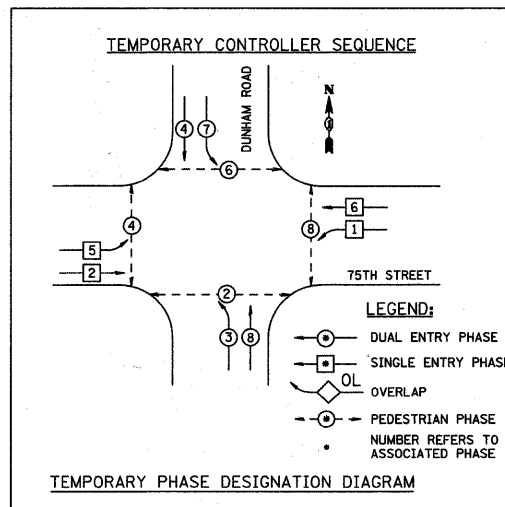 TEMPORARY CONTROLLER SEQUENCE
DUNHAM ROAD
N
4 7
6
6
4 8 1
5
2
75TH STREET
2
LEGEND:
3 8
* DUAL ENTRY PHASE
* SINGLE ENTRY PHASE
OL
OVERLAP
* PEDESTRIAN PHASE
* NUMBER REFERS TO
ASSOCIATED PHASE
TEMPORARY PHASE DESIGNATION DIAGRAM